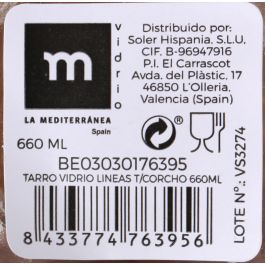 m
vidrio
LA MEDITERRÁNEA
Spain
660 ML
Distribuido por:
Soler Hispania, S.L.U.
CIF. B-96947916
P.I. El Carrascot
Avda. del Plàstic, 17
46850 L'Olleria,
Valencia (Spain)
BE03030176395
TARRO VIDRIO LINEAS T/CORCHO 660ML
8 433774 763956 >
LOTE N°.: VS3274